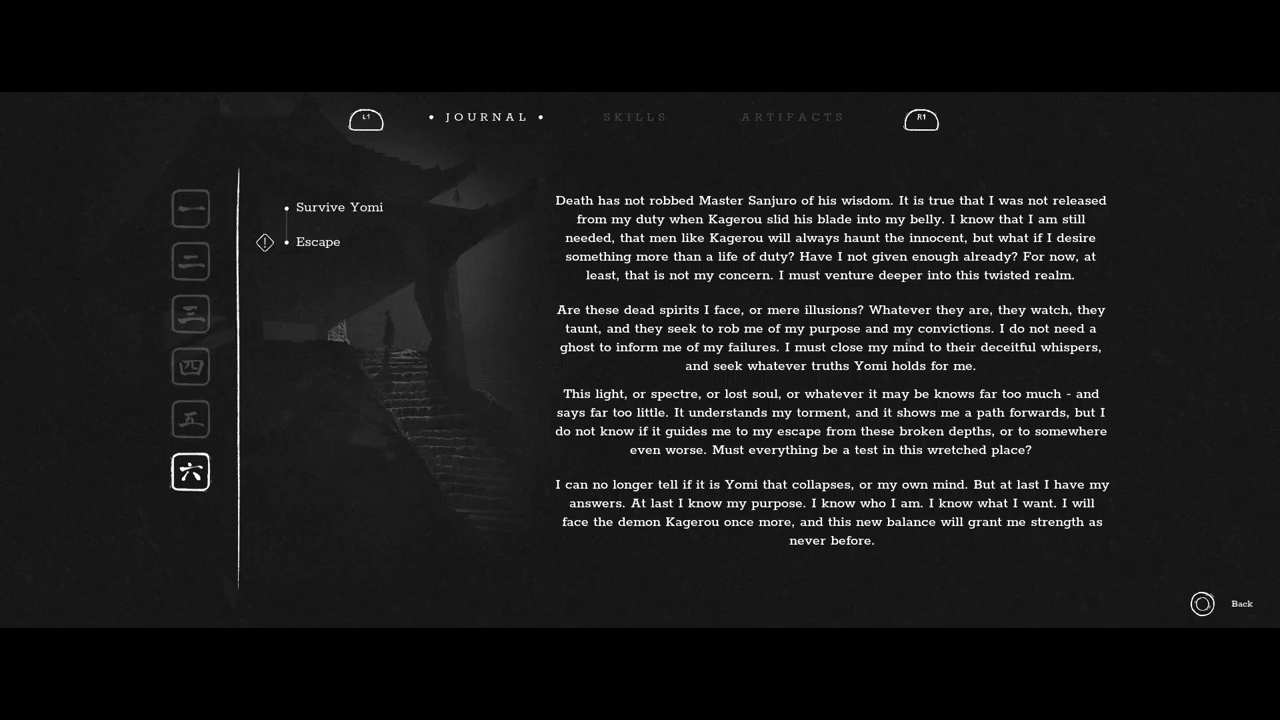 L1
• JOURNAL •
SKILLS
ARTIFACTS
R1
一
二
三
四
五
六
Survive Yomi
! Escape
Death has not robbed Master Sanjuro of his wisdom. It is true that I was not released
from my duty when Kagerou slid his blade into my belly. I know that I am still
needed, that men like Kagerou will always haunt the innocent, but what if I desire
something more than a life of duty? Have I not given enough already? For now, at
least, that is not my concern. I must venture deeper into this twisted realm.
Are these dead spirits I face, or mere illusions? Whatever they are, they watch, they
taunt, and they seek to rob me of my purpose and my convictions. I do not need a
ghost to inform me of my failures. I must close my mind to their deceitful whispers,
and seek whatever truths Yomi holds for me.
This light, or spectre, or lost soul, or whatever it may be knows far too much - and
says far too little. It understands my torment, and it shows me a path forwards, but I
do not know if it guides me to my escape from these broken depths, or to somewhere
even worse. Must everything be a test in this wretched place?
I can no longer tell if it is Yomi that collapses, or my own mind. But at last I have my
answers. At last I know my purpose. I know who I am. I know what I want. I will
face the demon Kagerou once more, and this new balance will grant me strength as
never before.
Back